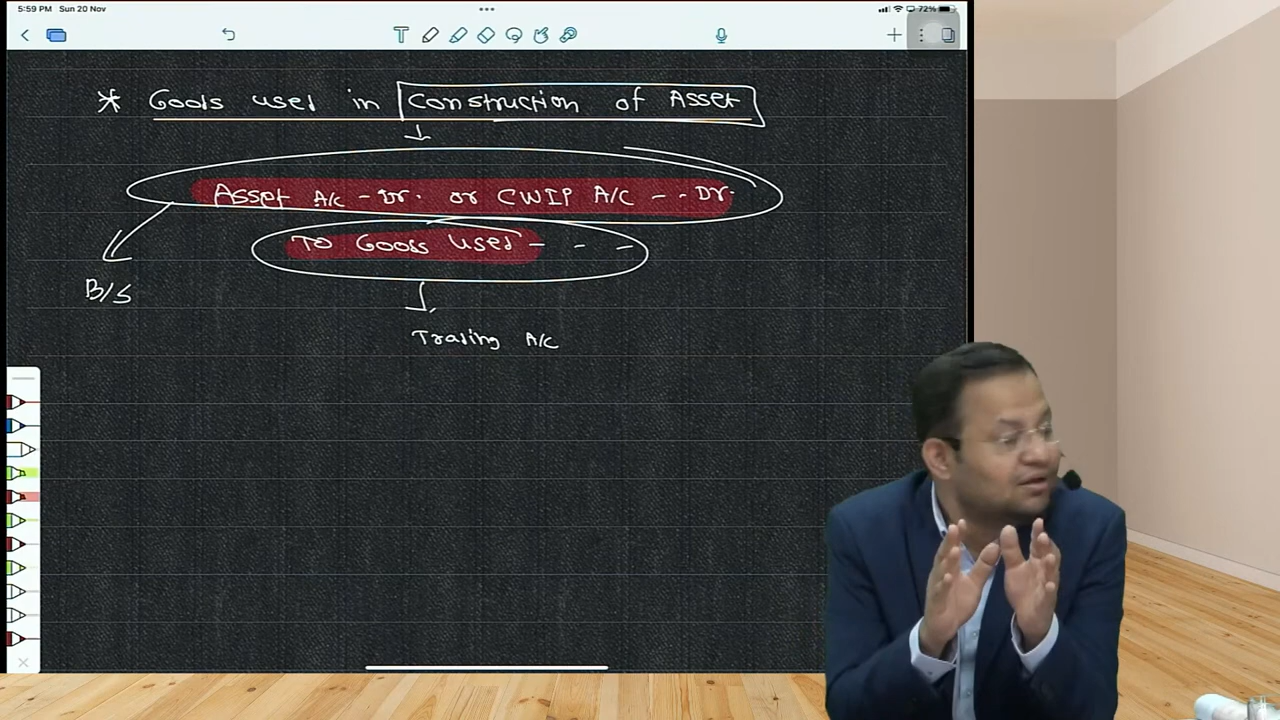 5:59 PM Sun 20 Nov
72%
* Goods used in Construction of Asset
Asset A/c - Dr. or CWIP A/C - - Dr.
To Goods used - - -
B/S
Trading A/C